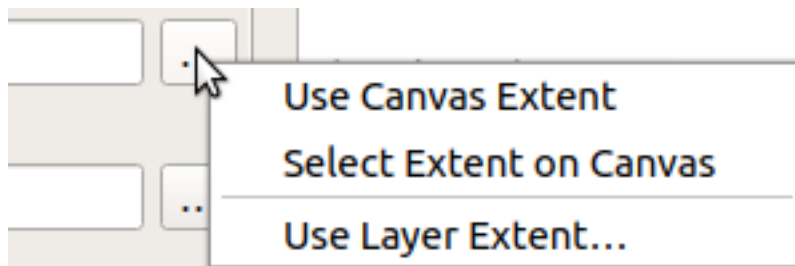 Use Canvas Extent
Select Extent on Canvas
Use Layer Extent…